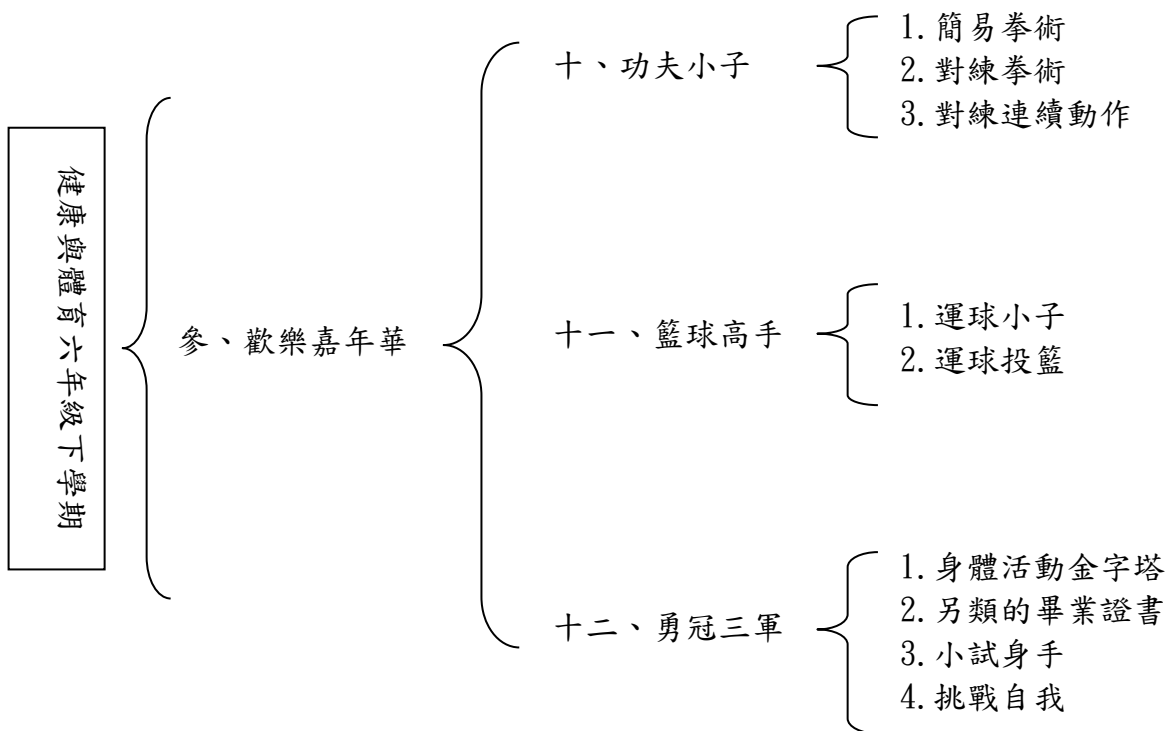 健康與體育六年級下學期
參、歡樂嘉年華
十、功夫小子
1.簡易拳術
2.對練拳術
3.對練連續動作
十一、籃球高手
1.運球小子
2.運球投籃
十二、勇冠三軍
1.身體活動金字塔
2.另類的畢業證書
3.小試身手
4.挑戰自我